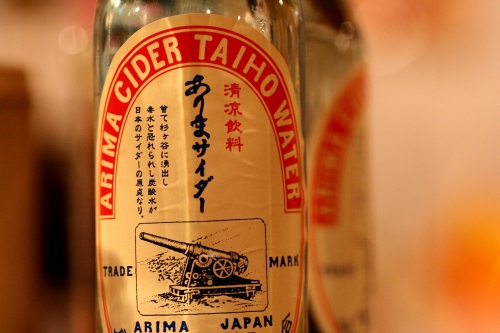 ARIMA CIDER TAIHO WATER
清涼飲料
ありまサイダー
曾て杉ヶ谷に湧出し
毒水と恐れられし炭酸水が
日本のサイダーの原点なり。
TRADE MARK
ARIMA JAPAN